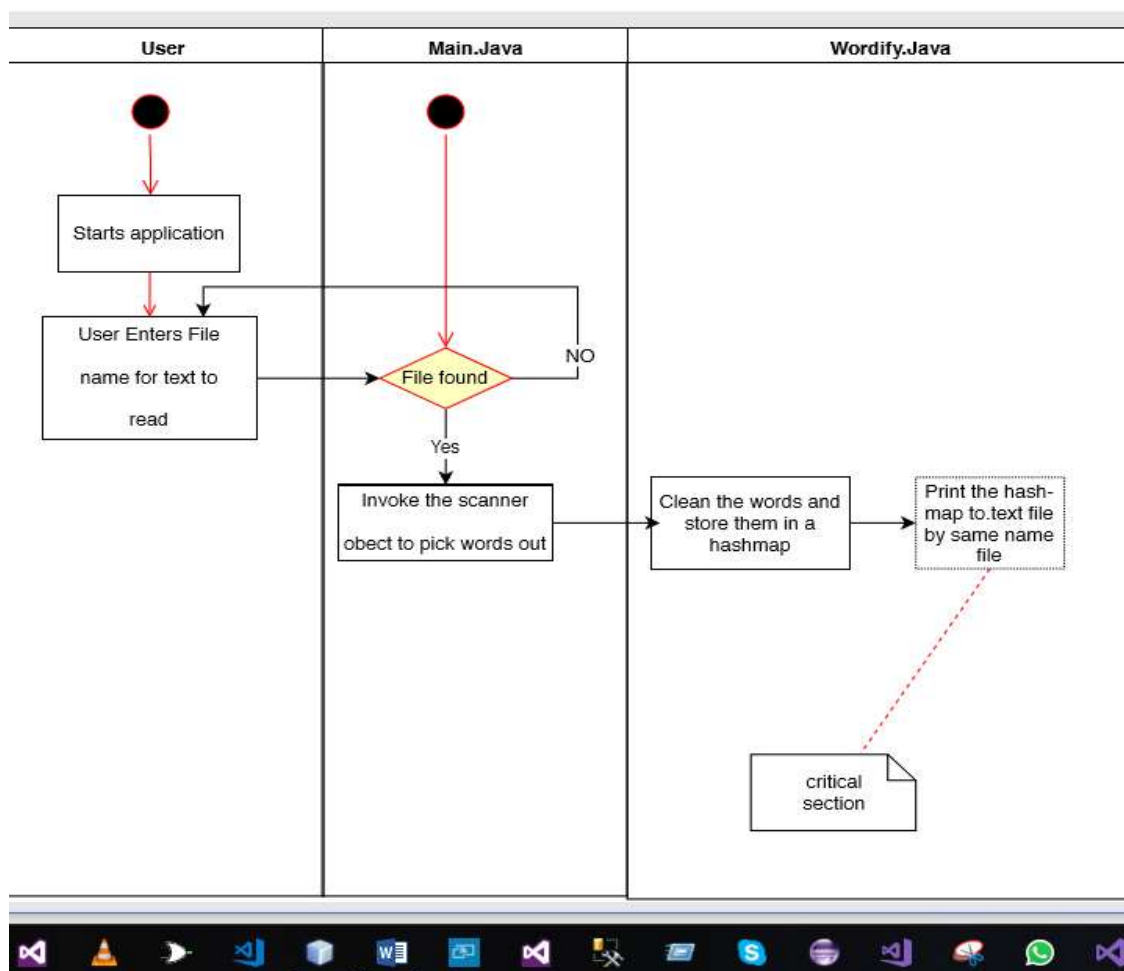 User
Main.Java
Wordify.Java
Starts application
User Enters File
name for text to
read
File found
NO
Yes
Invoke the scanner
obect to pick words out
Clean the words and
store them in a
hashmap
Print the hash-
map to.text file
by same name
file
critical
section